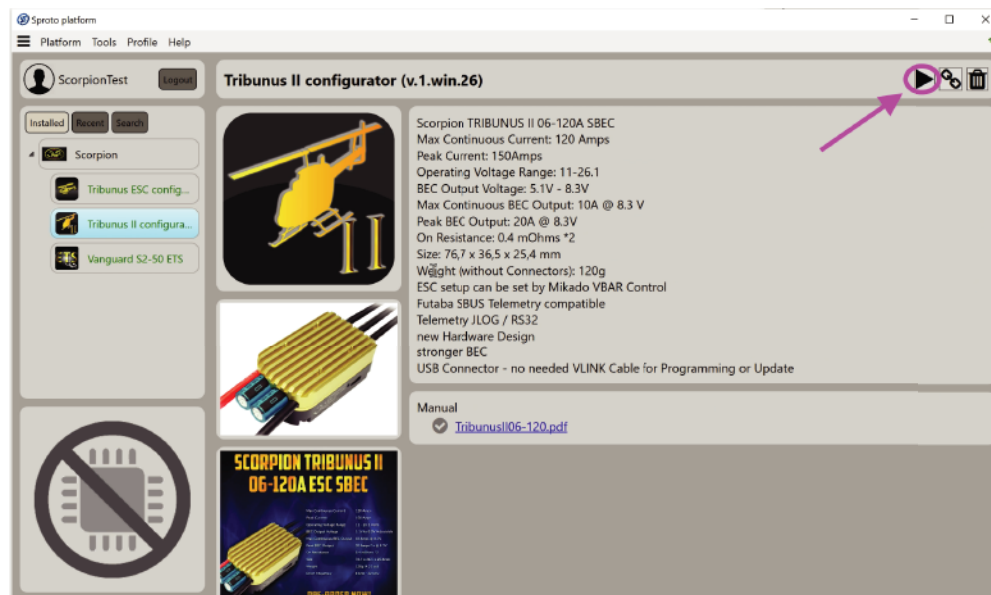 Sproto platform
Platform Tools Profile Help
ScorpionTest
Logout
Tribunus II configurator (v.1.win.26)
Installed Recent Search
Scorpion
Tribunus ESC config...
Tribunus II configura...
Vanguard S2-50 ETS
II
Scorpion TRIBUNUS II 06-120A SBEC
Max Continuous Current: 120 Amps
Peak Current: 150Amps
Operating Voltage Range: 11-26.1
BEC Output Voltage: 5.1V - 8.3V
Max Continuous BEC Output: 10A @ 8.3 V
Peak BEC Output: 20A @ 8.3V
On Resistance: 0.4 mOhms *2
Size: 76,7 x 36,5 x 25,4 mm
Weight (without Connectors): 120g
ESC setup can be set by Mikado VBAR Control
Futaba SBUS Telemetry compatible
Telemetry JLOG / RS32
new Hardware Design
stronger BEC
USB Connector - no needed VLINK Cable for Programming or Update
Manual
TribunusII06-120.pdf
SCORPION TRIBUNUS II
06-120A ESC SBEC